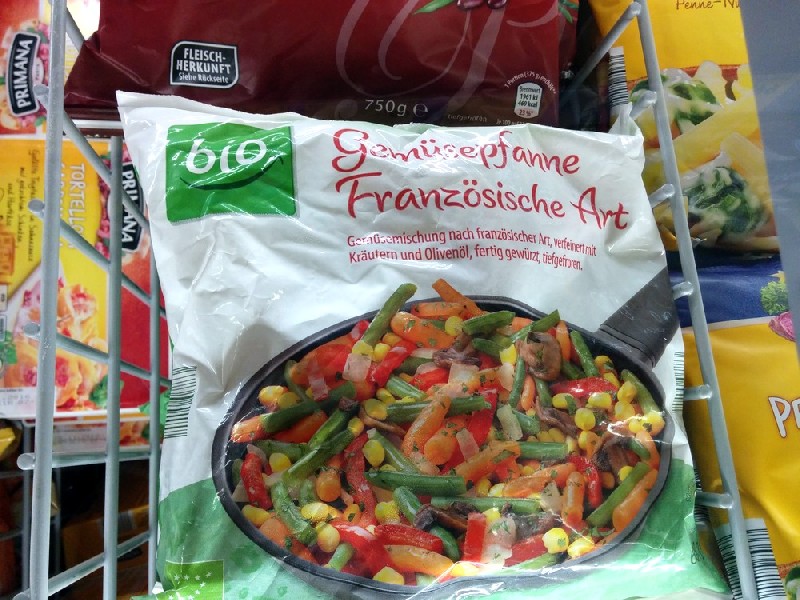 FLEISCH-
HERKUNFT
Siehe Rückseite
750g e
PRIMANA
TORTELLO
PRIMANA
bio
Gemüsepfanne
Französische Art
Gemüsemischung nach französischer Art, verfeinert mit
Kräutern und Olivenöl, fertig gewürzt, tiefgefroren.